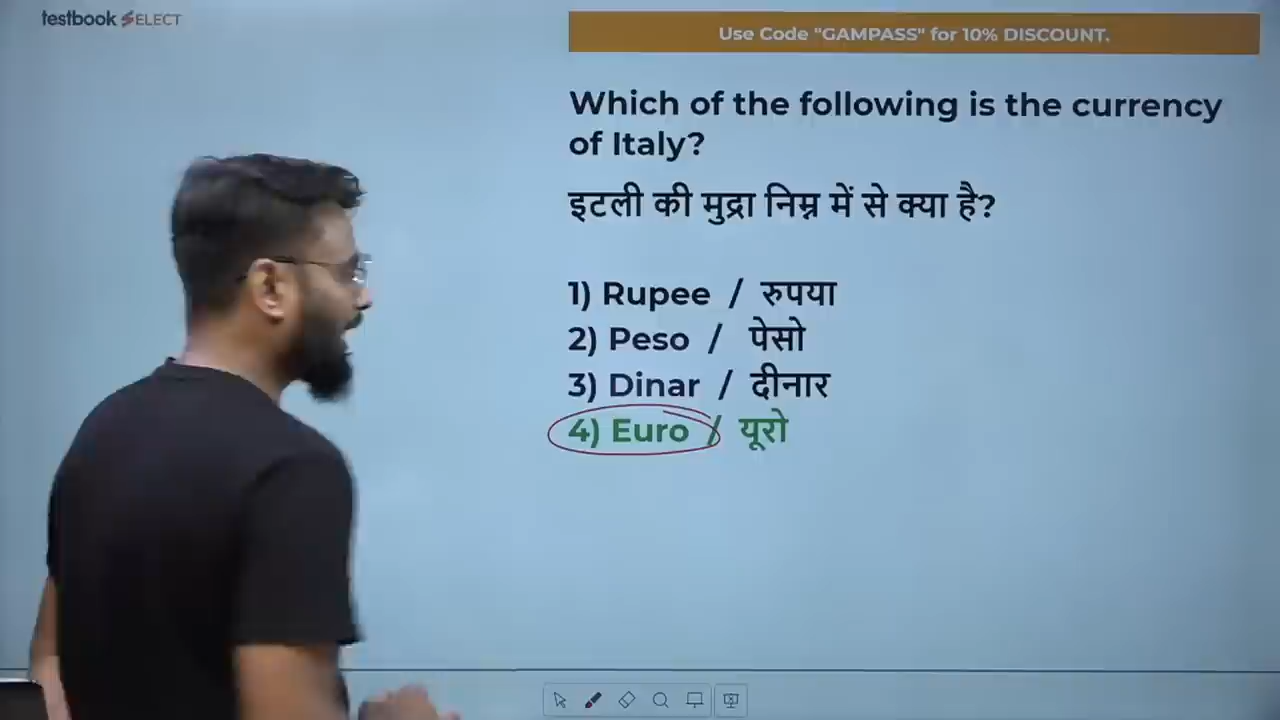 testbook SELECT
Use Code "GAMPASS" for 10% DISCOUNT.
Which of the following is the currency
of Italy?
इटली की मुद्रा निम्न में से क्या है?
1) Rupee / रुपया
2) Peso / पेसो
3) Dinar / दीनार
4) Euro / यूरो